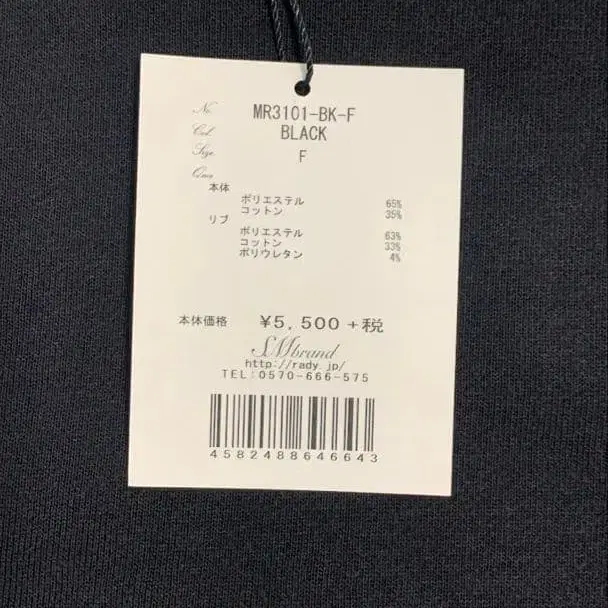 No. MR3101-BK-F
Col. BLACK
Size. F
Qua
本体
ポリエステル 65%
コットン 35%
リブ
ポリエステル 63%
コットン 33%
ポリウレタン 4%
本体価格 ¥5,500+税
SMbrand
http://rady.jp/
TEL:0570-666-575
4582488646643